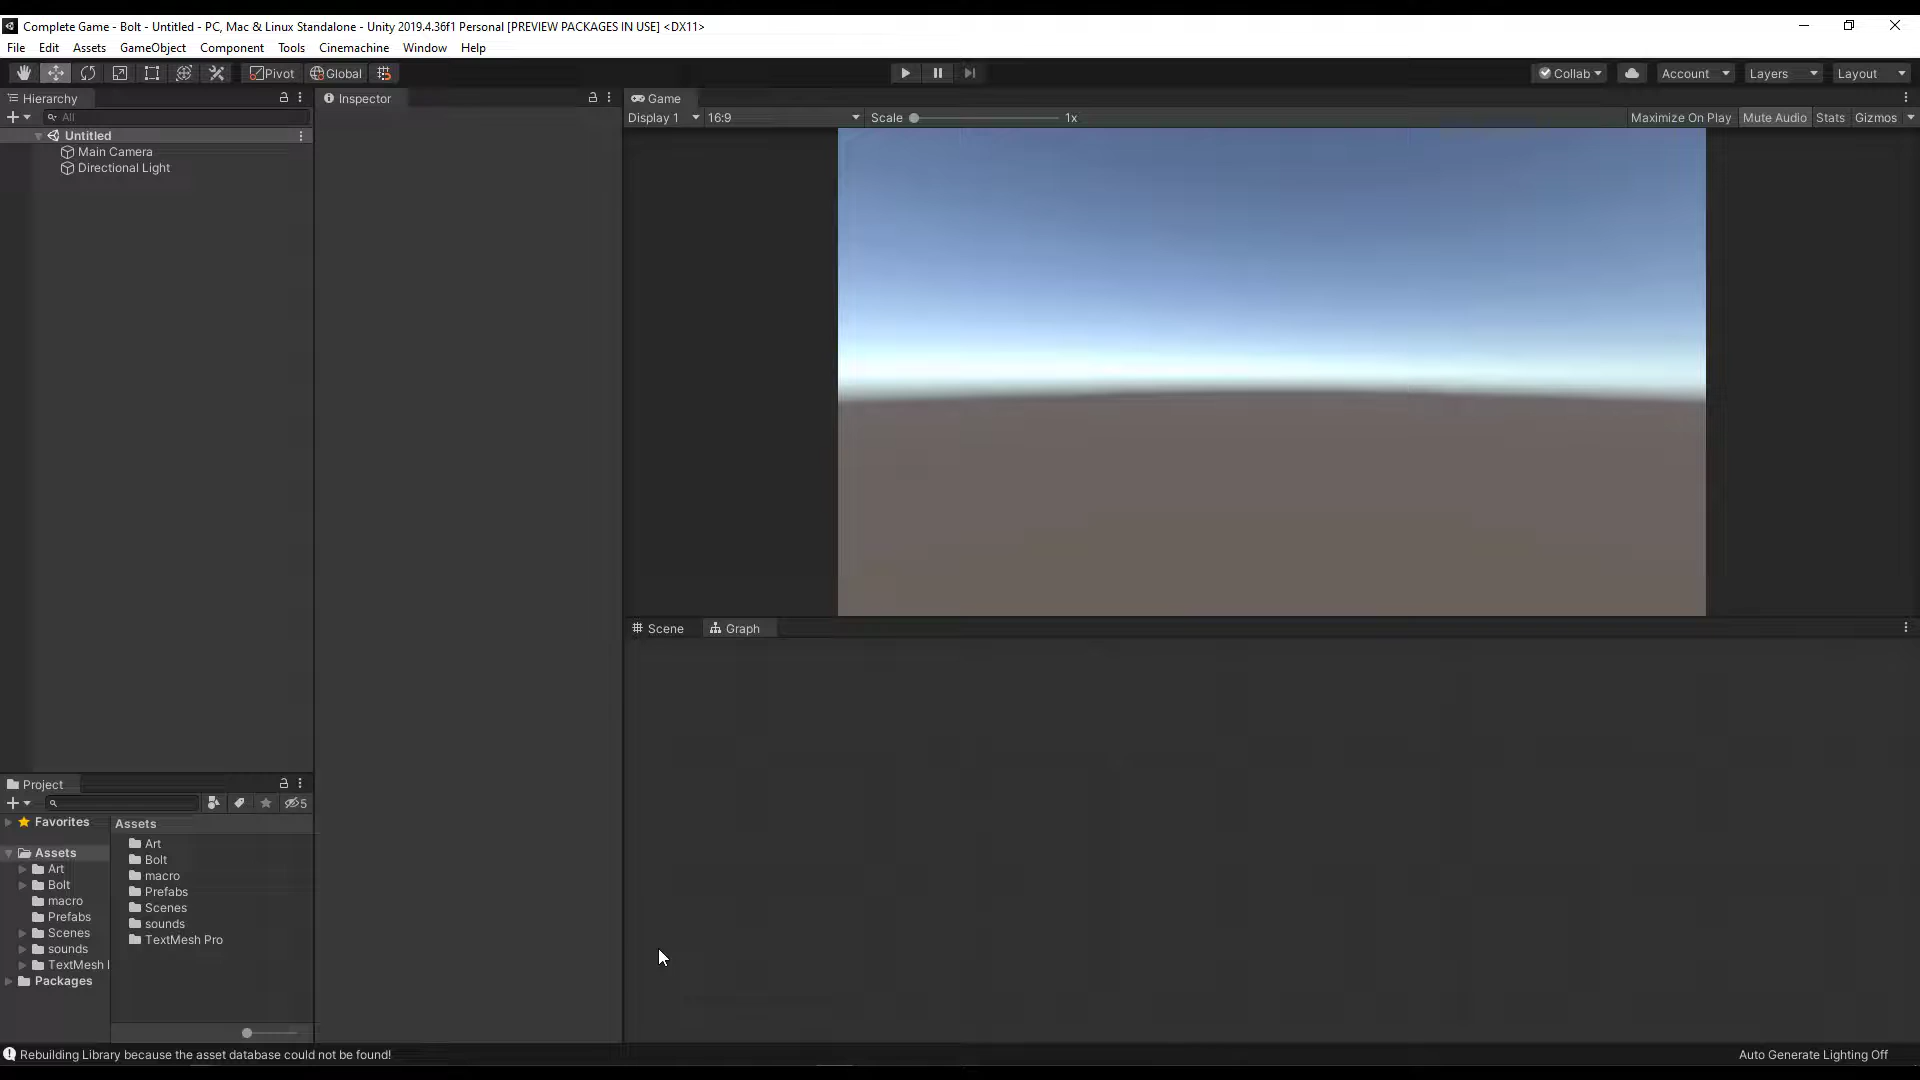 Complete Game - Bolt - Untitled - PC, Mac & Linux Standalone - Unity 2019.4.36f1 Personal [PREVIEW PACKAGES IN USE] <DX11>
File Edit Assets GameObject Component Tools Cinemachine Window Help
Pivot Global Collab Account Layers Layout
Hierarchy
All
Untitled
Main Camera
Directional Light
Inspector
Game
Display 1 16:9 Scale 1x Maximize On Play Mute Audio Stats Gizmos
Scene Graph
Project
5
Favorites
Assets
Art
Bolt
macro
Prefabs
Scenes
sounds
TextMesh
Packages
Assets
Art
Bolt
macro
Prefabs
Scenes
sounds
TextMesh Pro
Rebuilding Library because the asset database could not be found!
Auto Generate Lighting Off